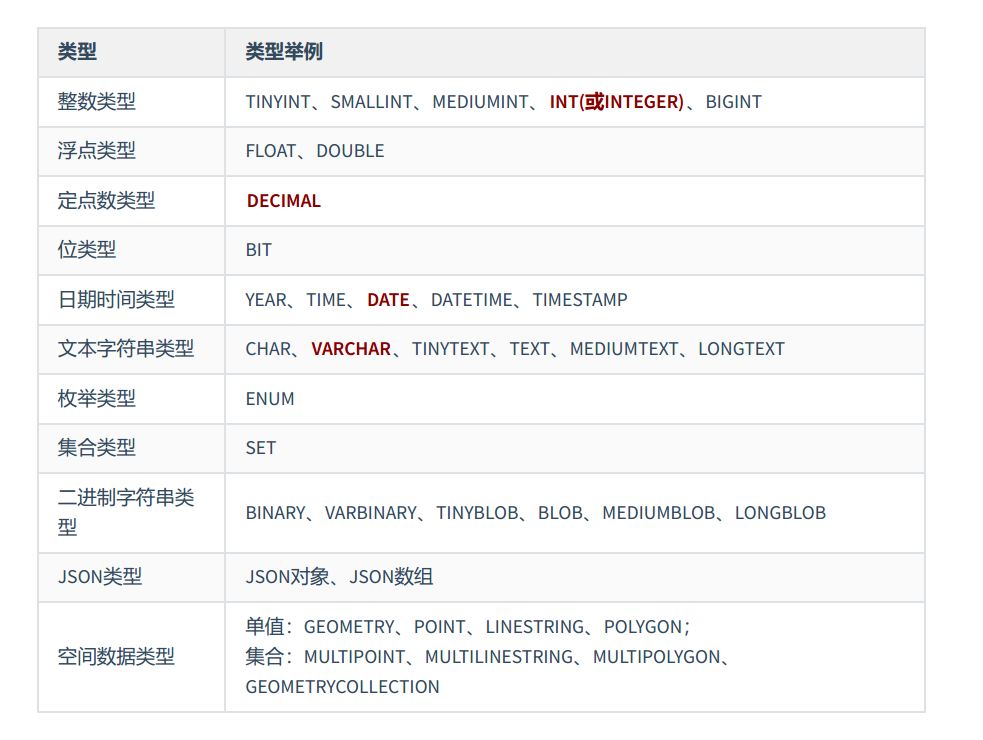 类型 类型举例
整数类型 TINYINT、SMALLINT、MEDIUMINT、INT(或INTEGER)、BIGINT
浮点类型 FLOAT、DOUBLE
定点数类型 DECIMAL
位类型 BIT
日期时间类型 YEAR、TIME、DATE、DATETIME、TIMESTAMP
文本字符串类型 CHAR、VARCHAR、TINYTEXT、TEXT、MEDIUMTEXT、LONGTEXT
枚举类型 ENUM
集合类型 SET
二进制字符串类
型
BINARY、VARBINARY、TINYBLOB、BLOB、MEDIUMBLOB、LONGBLOB
JSON类型 JSON对象、JSON数组
空间数据类型
单值：GEOMETRY、POINT、LINESTRING、POLYGON；
集合：MULTIPOINT、MULTILINESTRING、MULTIPOLYGON、
GEOMETRYCOLLECTION